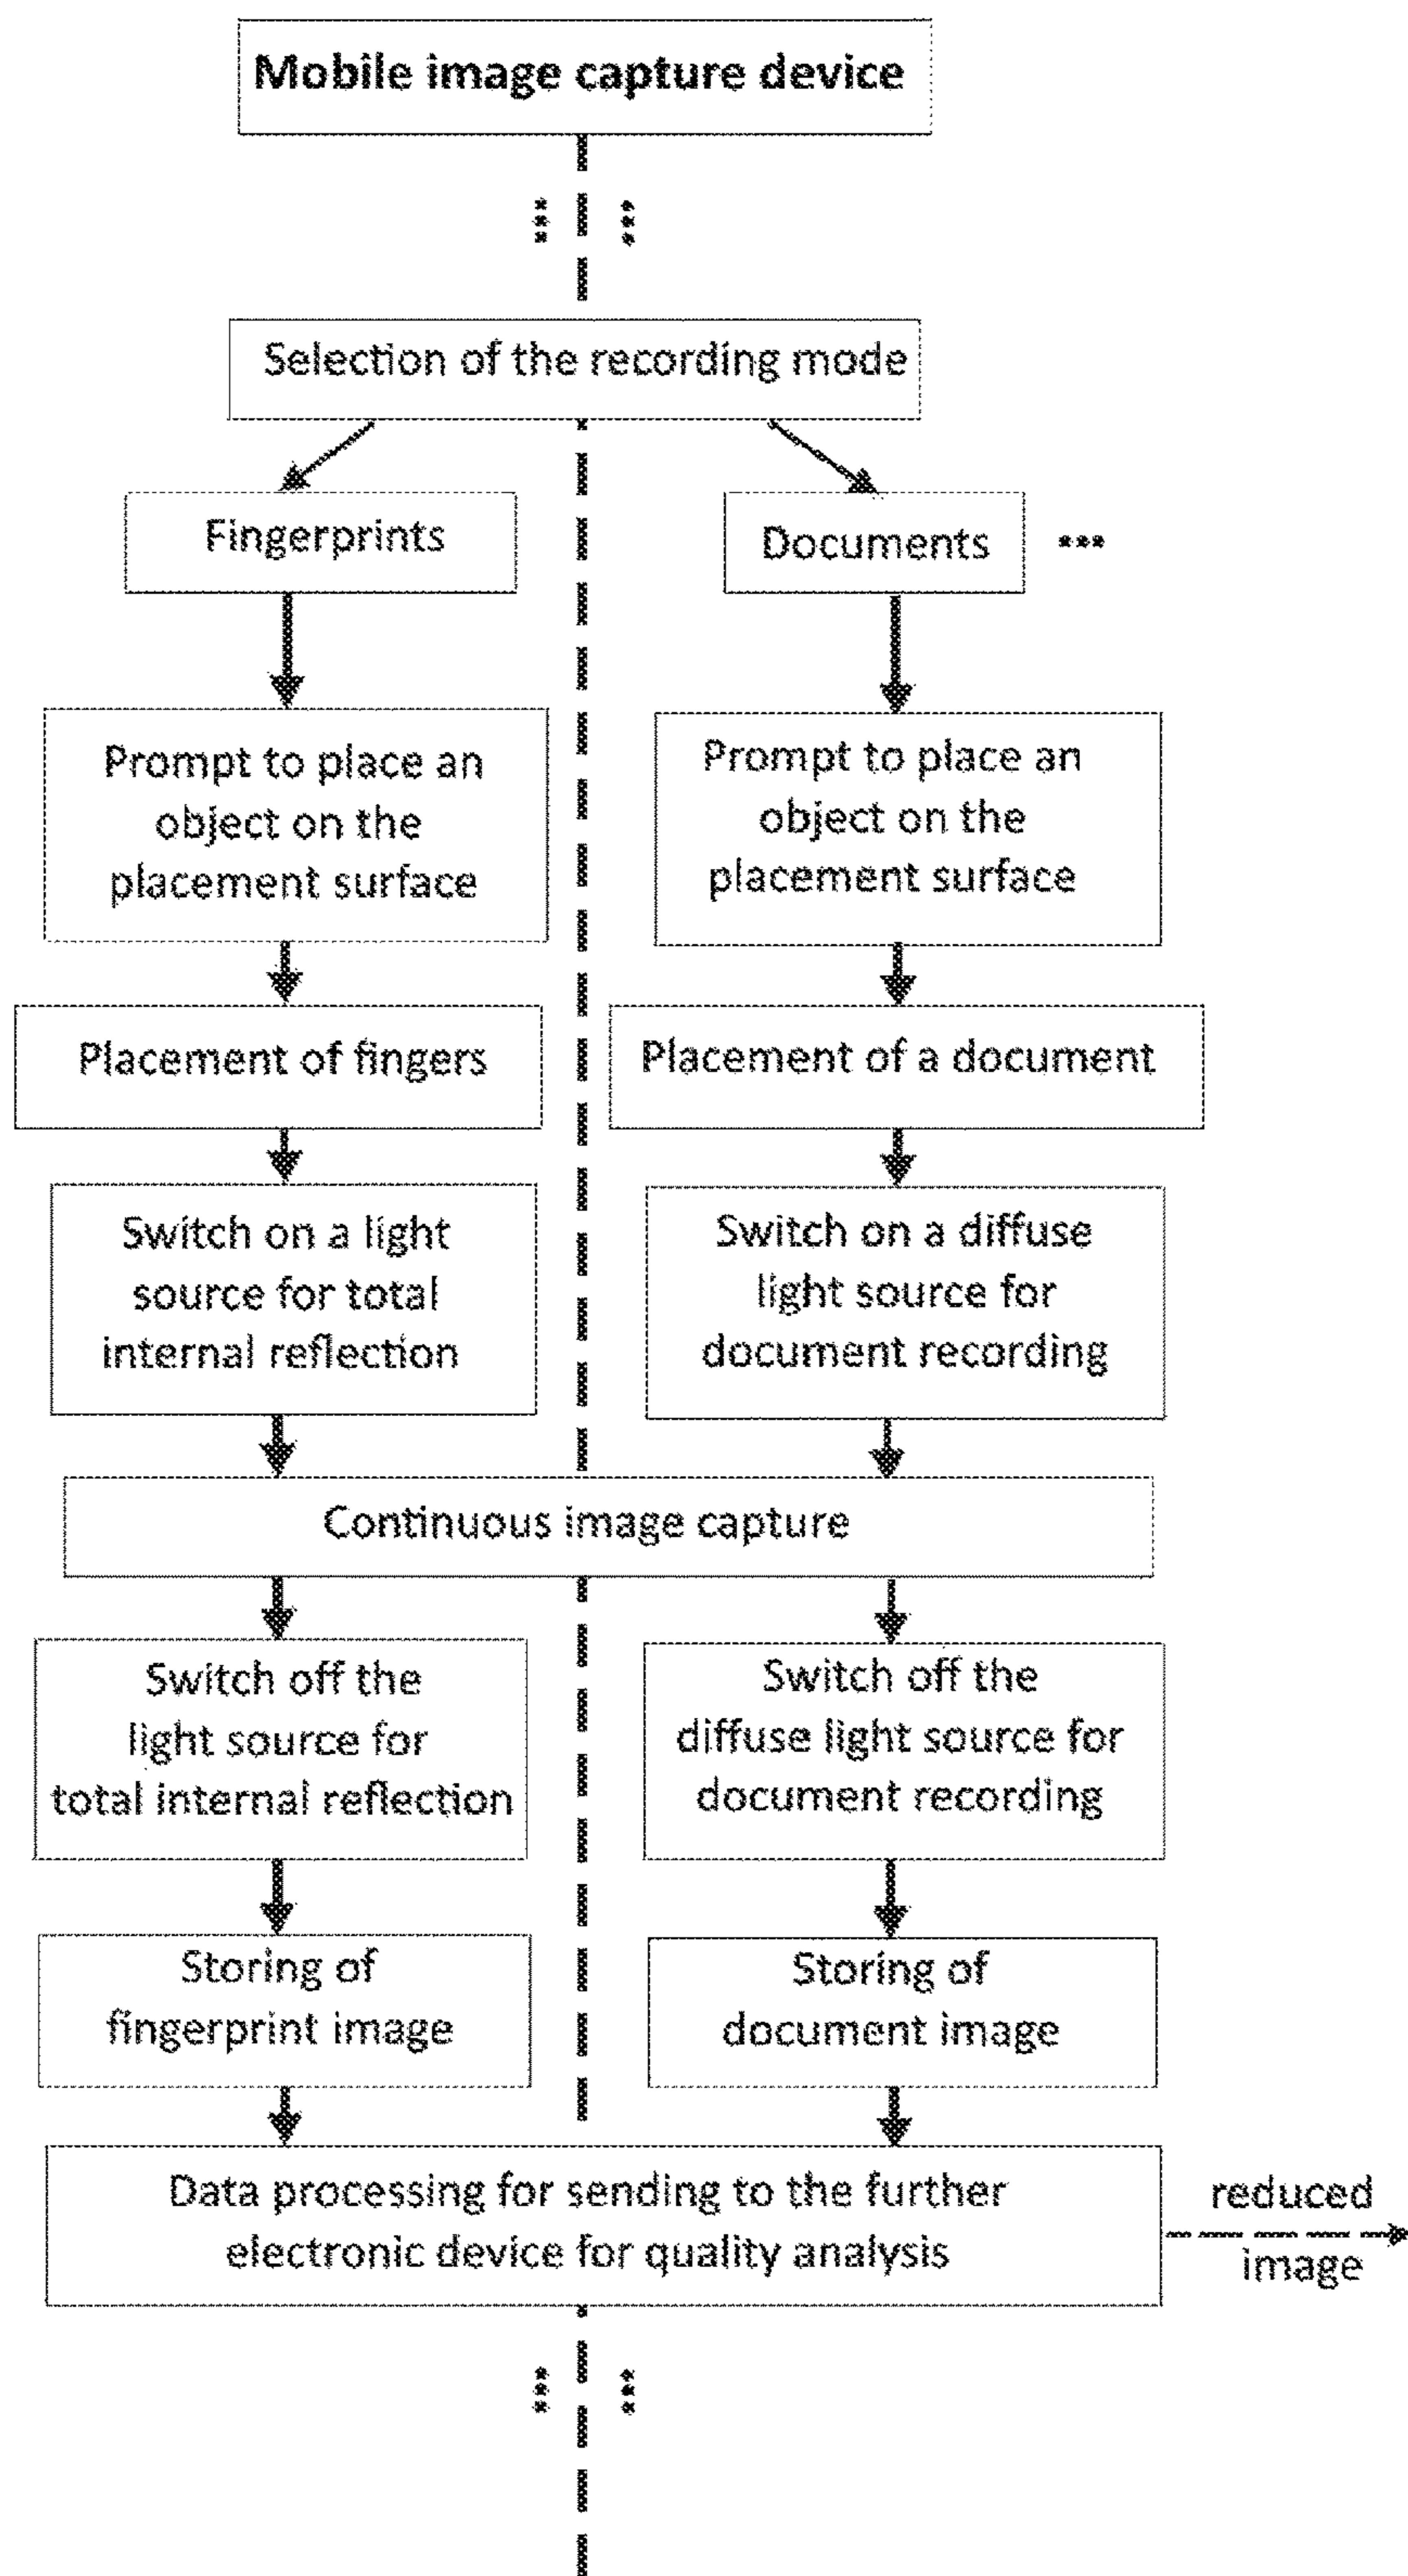 Mobile image capture device
Selection of the recording mode
Fingerprints
Documents
Prompt to place an
object on the
placement surface
Prompt to place an
object on the
placement surface
Placement of fingers
Placement of a document
Switch on a light
source for total
internal reflection
Switch on a diffuse
light source for
document recording
Continuous image capture
Switch off the
light source for
total internal reflection
Switch off the
diffuse light source for
document recording
Storing of
fingerprint image
Storing of
document image
Data processing for sending to the further
electronic device for quality analysis
reduced
image